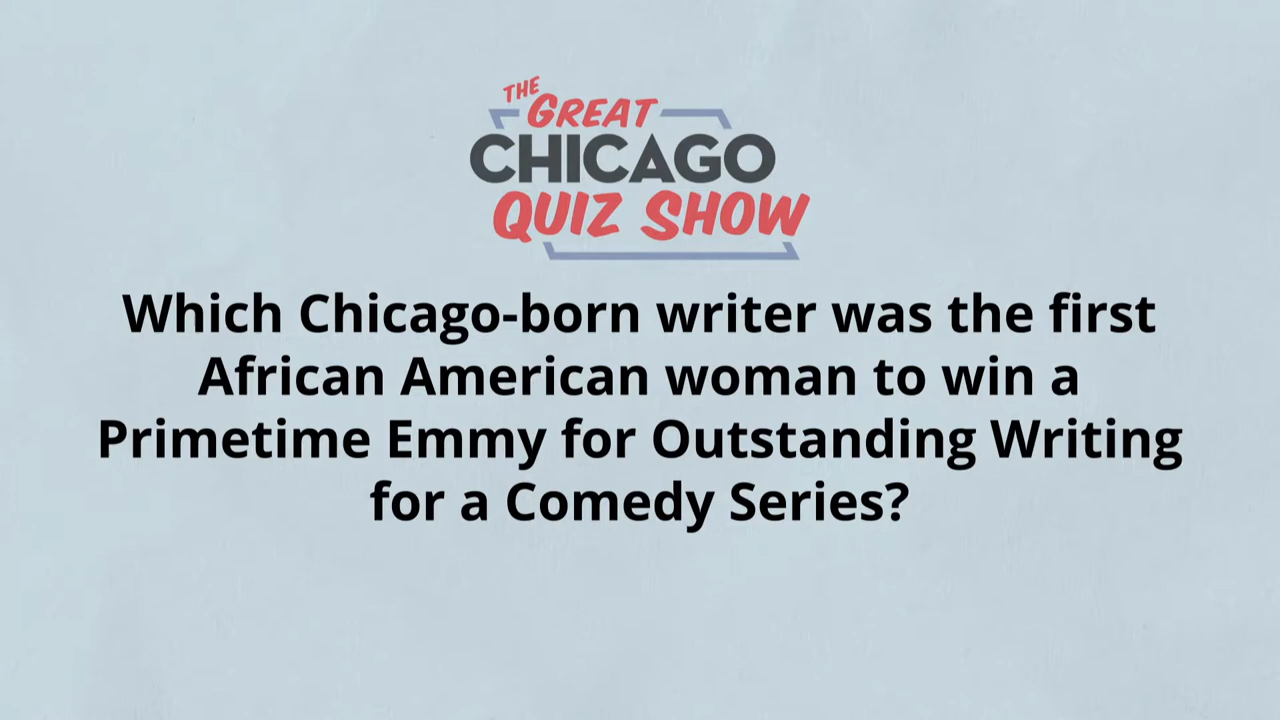 THE
GREAT
CHICAGO
QUIZ SHOW
Which Chicago-born writer was the first
African American woman to win a
Primetime Emmy for Outstanding Writing
for a Comedy Series?